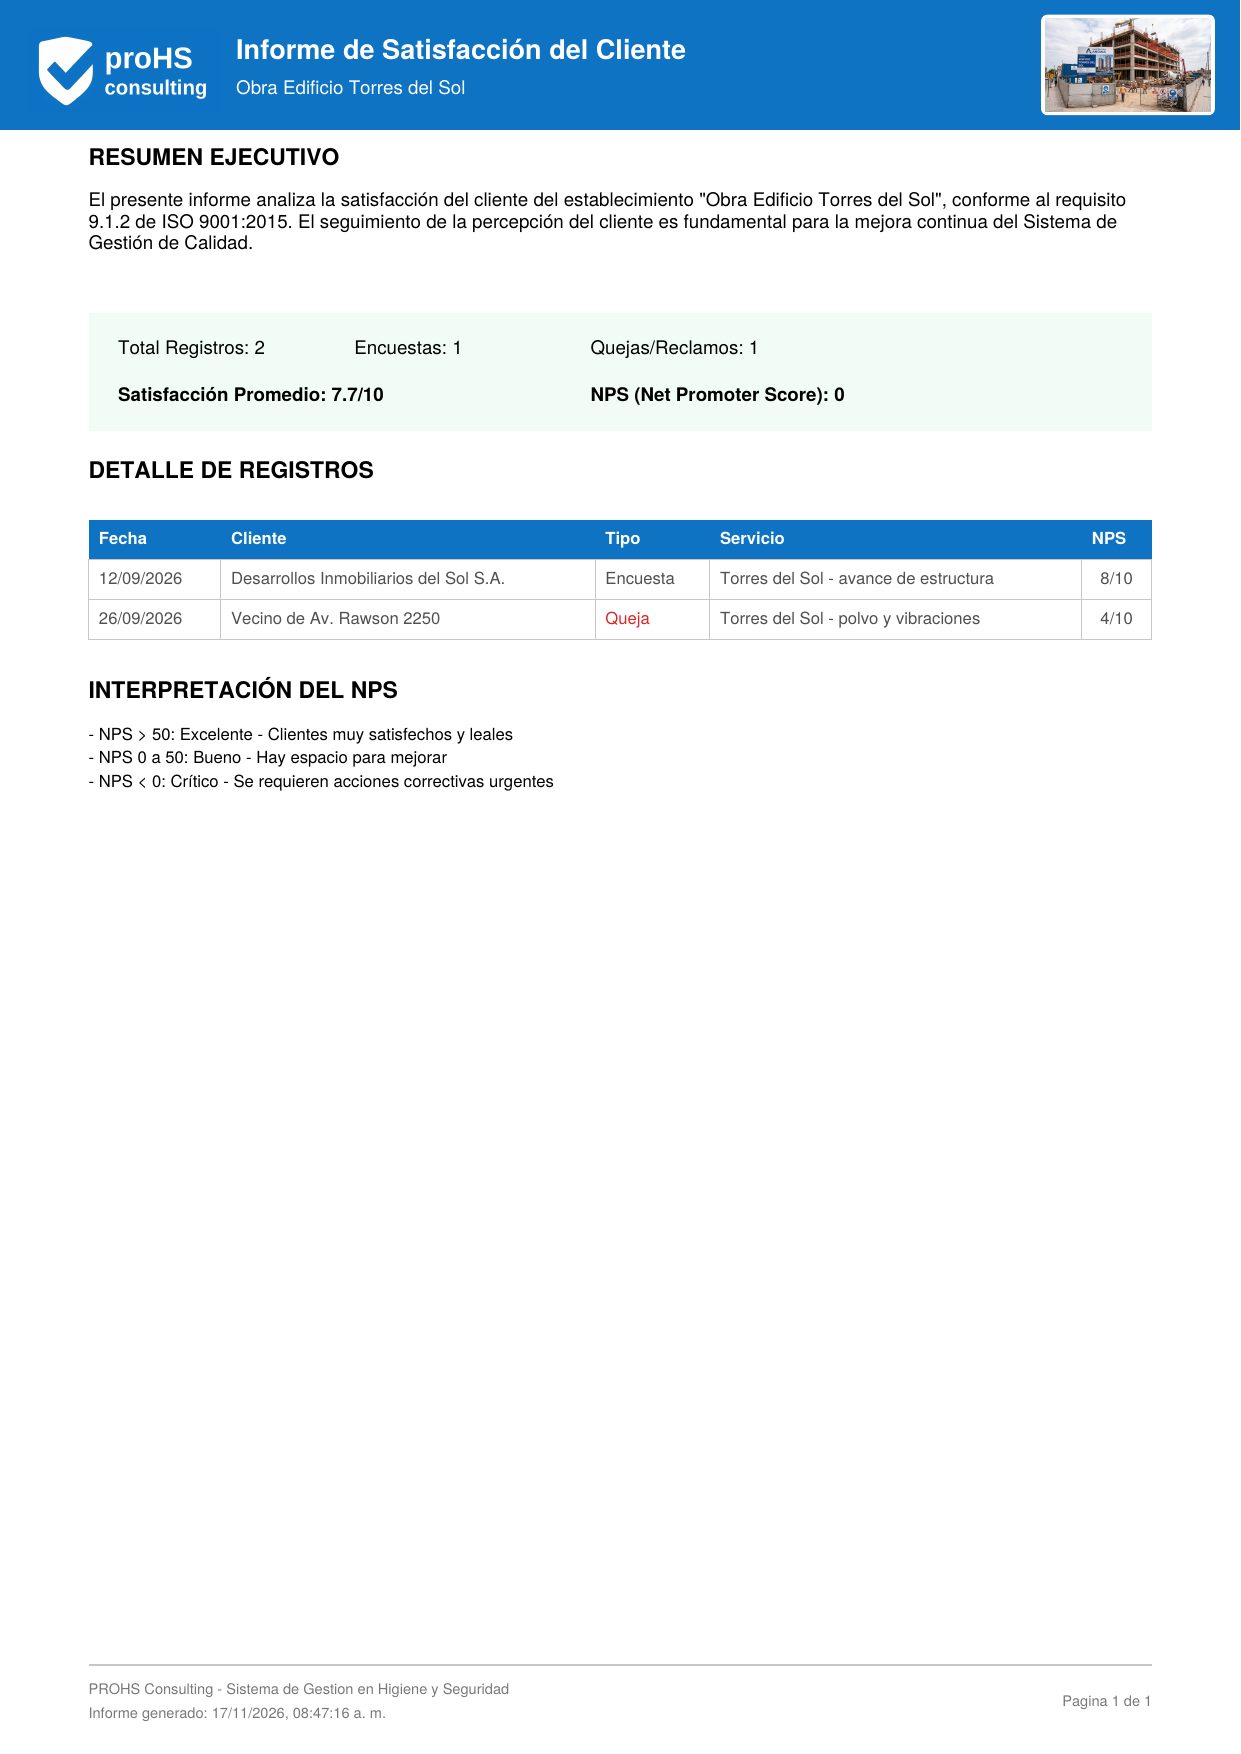 proHS
consulting
Informe de Satisfacción del Cliente
Obra Edificio Torres del Sol
RESUMEN EJECUTIVO
El presente informe analiza la satisfacción del cliente del establecimiento "Obra Edificio Torres del Sol", conforme al requisito
9.1.2 de ISO 9001:2015. El seguimiento de la percepción del cliente es fundamental para la mejora continua del Sistema de
Gestión de Calidad.
Total Registros: 2 Encuestas: 1 Quejas/Reclamos: 1
Satisfacción Promedio: 7.7/10 NPS (Net Promoter Score): 0
DETALLE DE REGISTROS
Fecha Cliente Tipo Servicio NPS
12/09/2026 Desarrollos Inmobiliarios del Sol S.A. Encuesta Torres del Sol - avance de estructura 8/10
26/09/2026 Vecino de Av. Rawson 2250 Queja Torres del Sol - polvo y vibraciones 4/10
INTERPRETACIÓN DEL NPS
- NPS > 50: Excelente - Clientes muy satisfechos y leales
- NPS 0 a 50: Bueno - Hay espacio para mejorar
- NPS < 0: Crítico - Se requieren acciones correctivas urgentes
PROHS Consulting - Sistema de Gestion en Higiene y Seguridad
Informe generado: 17/11/2026, 08:47:16 a. m.
Pagina 1 de 1